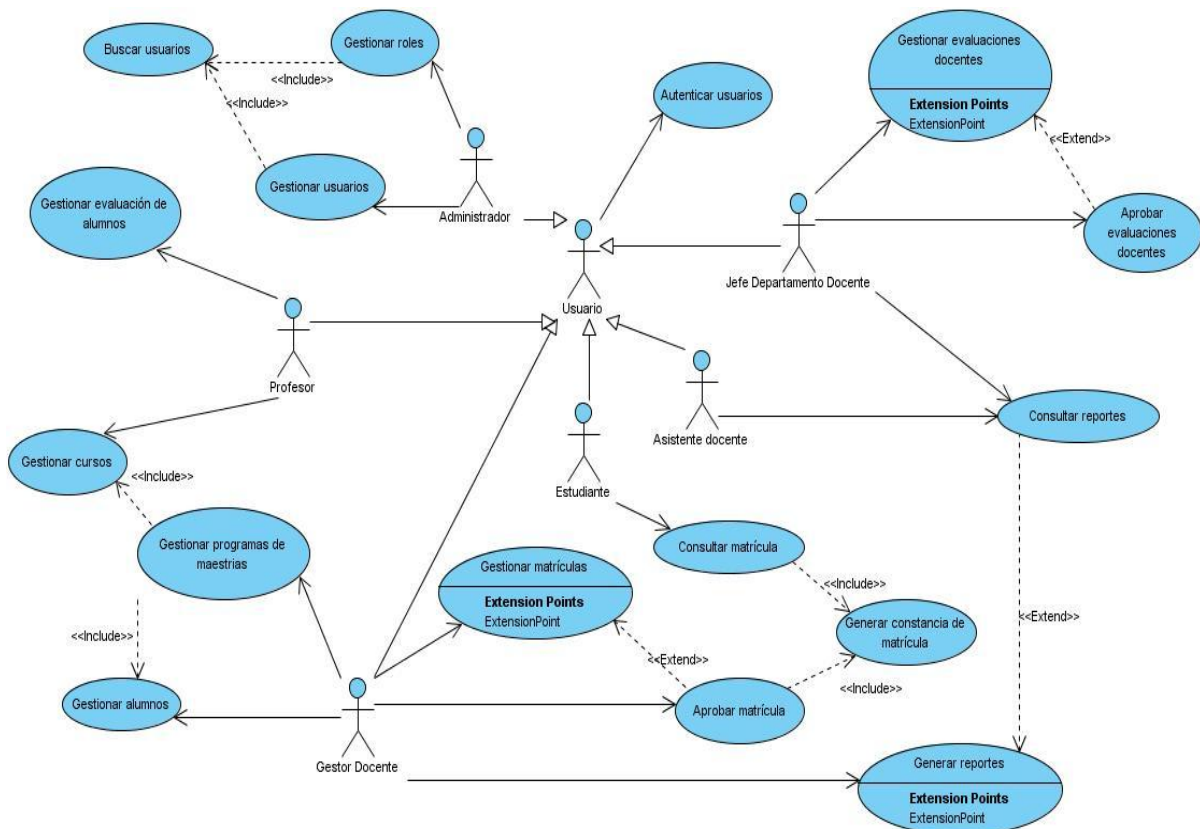 Buscar usuarios
Gestionar roles
<<Include>>
<<Include>>
Gestionar usuarios
Administrador
Autenticar usuarios
Gestionar evaluaciones
docentes
Extension Points
ExtensionPoint
<<Extend>>
Aprobar
evaluaciones
docentes
Jefe Departamento Docente
Gestionar evaluación de
alumnos
Usuario
Profesor
Asistente docente
Consultar reportes
Gestionar cursos
<<Include>>
Estudiante
Gestionar programas de
maestrias
Consultar matrícula
Gestionar matrículas
Extension Points
ExtensionPoint
<<Include>>
Generar constancia de
matrícula
<<Extend>>
<<Include>>
<<Extend>>
<<Include>>
Gestionar alumnos
Aprobar matrícula
Gestor Docente
Generar reportes
Extension Points
ExtensionPoint